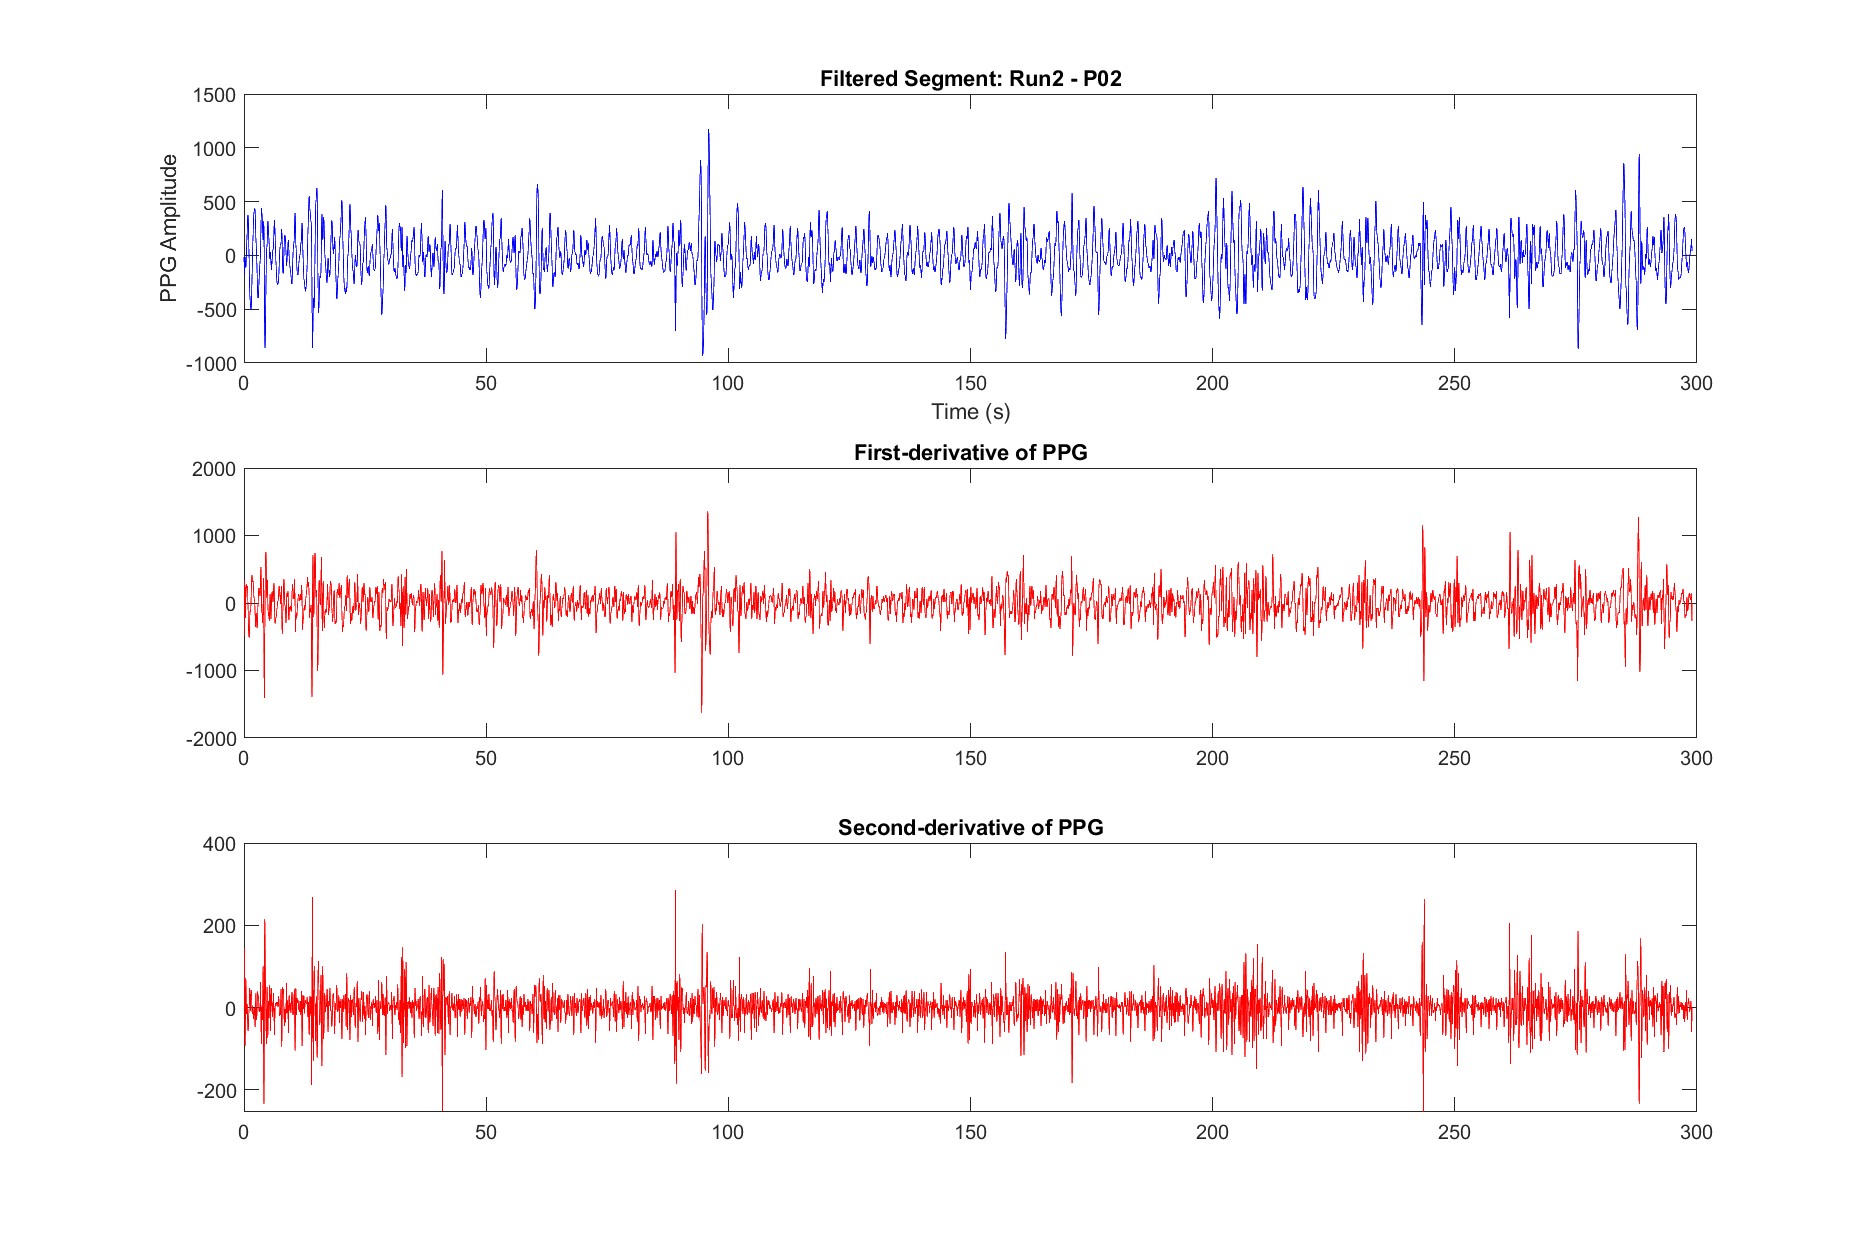 Filtered Segment: Run2 - P02
1500
1000
500
0
-500
-1000
PPG Amplitude
0 50 100 150 200 250 300
Time (s)
First-derivative of PPG
2000
1000
0
-1000
-2000
0 50 100 150 200 250 300
Second-derivative of PPG
400
200
0
-200
0 50 100 150 200 250 300